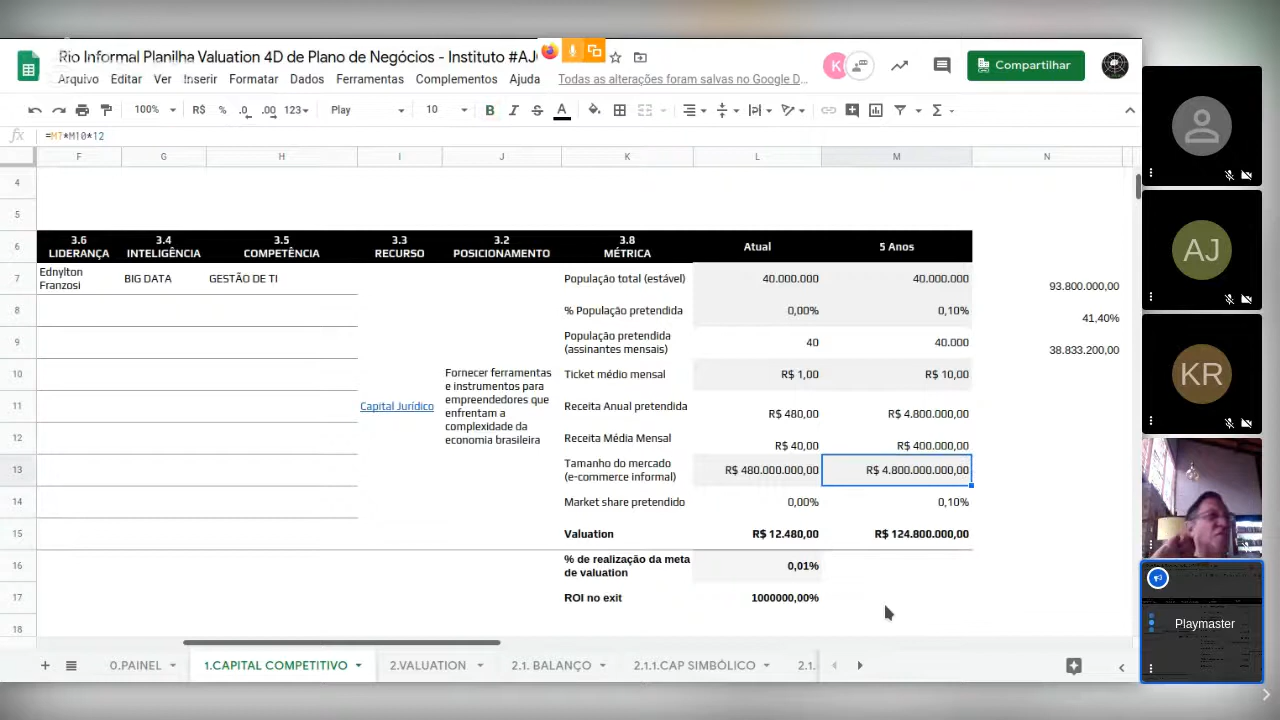 Rio Informal Planilha Valuation 4D de Plano de Negócios - Instituto #AJ
Arquivo Editar Ver Inserir Formatar Dados Ferramentas Complementos Ajuda Todas as alterações foram salvas no Google D...
K
Compartilhar
100% R$ % .0 .00 123 Play 10 B I S A Σ
fx =M7*M10*12
F G H I J K L M N
4
5
6 3.6 LIDERANÇA 3.4 INTELIGÊNCIA 3.5 COMPETÊNCIA 3.3 RECURSO 3.2 POSICIONAMENTO 3.8 MÉTRICA Atual 5 Anos
7 Ednylton Franzosi BIG DATA GESTÃO DE TI População total (estável) 40.000.000 40.000.000 93.800.000,00
8 % População pretendida 0,00% 0,10% 41,40%
9 População pretendida (assinantes mensais) 40 40.000 38.833.200,00
10 Ticket médio mensal R$ 1,00 R$ 10,00
Fornecer ferramentas
e instrumentos para
empreendedores que
enfrentam a
complexidade da
economia brasileira
11 Capital Jurídico Receita Anual pretendida R$ 480,00 R$ 4.800.000,00
12 Receita Média Mensal R$ 40,00 R$ 400.000,00
13 Tamanho do mercado (e-commerce informal) R$ 480.000.000,00 R$ 4.800.000.000,00
14 Market share pretendido 0,00% 0,10%
15 Valuation R$ 12.480,00 R$ 124.800.000,00
16 % de realização da meta de valuation 0,01%
17 ROI no exit 1000000,00%
18
0.PAINEL 1.CAPITAL COMPETITIVO 2.VALUATION 2.1. BALANÇO 2.1.1.CAP SIMBÓLICO 2.1.
AJ
KR
Playmaster